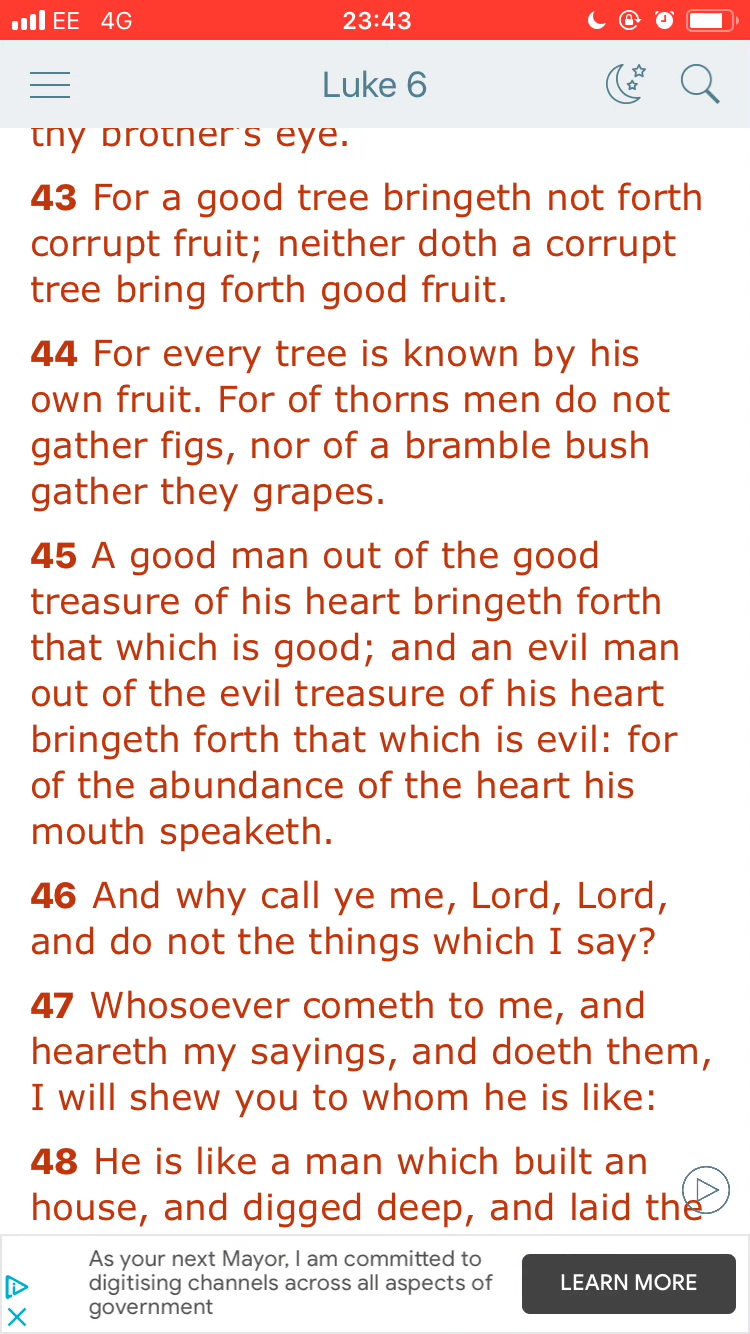 EE 4G 23:43
Luke 6
thy brother's eye.
43 For a good tree bringeth not forth
corrupt fruit; neither doth a corrupt
tree bring forth good fruit.
44 For every tree is known by his
own fruit. For of thorns men do not
gather figs, nor of a bramble bush
gather they grapes.
45 A good man out of the good
treasure of his heart bringeth forth
that which is good; and an evil man
out of the evil treasure of his heart
bringeth forth that which is evil: for
of the abundance of the heart his
mouth speaketh.
46 And why call ye me, Lord, Lord,
and do not the things which I say?
47 Whosoever cometh to me, and
heareth my sayings, and doeth them,
I will shew you to whom he is like:
48 He is like a man which built an
house, and digged deep, and laid the
As your next Mayor, I am committed to
digitising channels across all aspects of
government
LEARN MORE